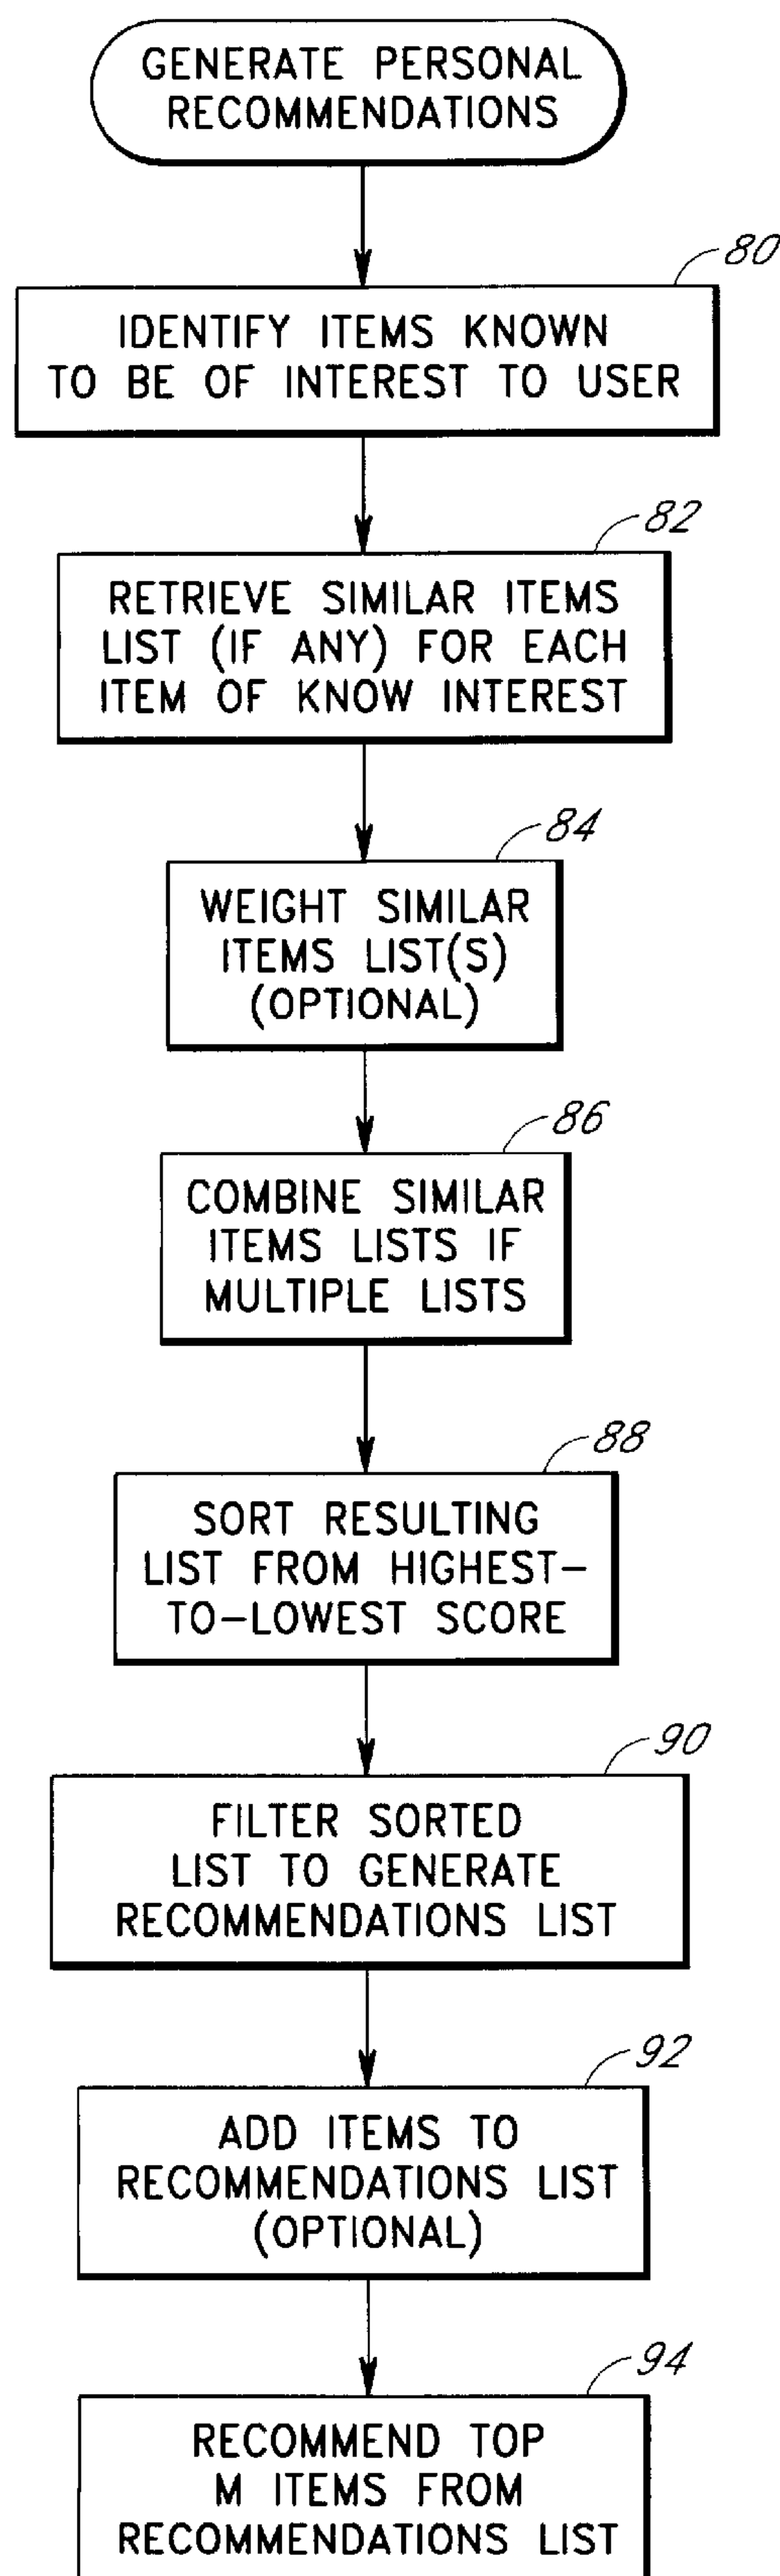 GENERATE PERSONAL
RECOMMENDATIONS
80
IDENTIFY ITEMS KNOWN
TO BE OF INTEREST TO USER
82
RETRIEVE SIMILAR ITEMS
LIST (IF ANY) FOR EACH
ITEM OF KNOW INTEREST
84
WEIGHT SIMILAR
ITEMS LIST(S)
(OPTIONAL)
86
COMBINE SIMILAR
ITEMS LISTS IF
MULTIPLE LISTS
88
SORT RESULTING
LIST FROM HIGHEST-
TO-LOWEST SCORE
90
FILTER SORTED
LIST TO GENERATE
RECOMMENDATIONS LIST
92
ADD ITEMS TO
RECOMMENDATIONS LIST
(OPTIONAL)
94
RECOMMEND TOP
M ITEMS FROM
RECOMMENDATIONS LIST